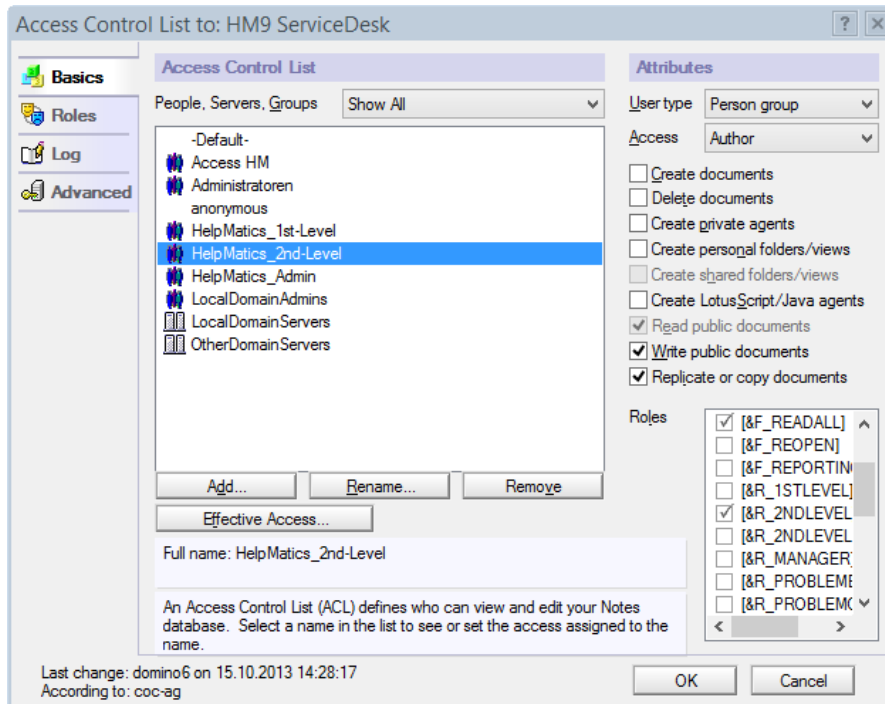 Access Control List to: HM9 ServiceDesk
Basics
Roles
Log
Advanced
Access Control List
People, Servers, Groups Show All
-Default-
Access HM
Administratoren
anonymous
HelpMatics_1st-Level
HelpMatics_2nd-Level
HelpMatics_Admin
LocalDomainAdmins
LocalDomainServers
OtherDomainServers
Add... Rename... Remove
Effective Access...
Full name: HelpMatics_2nd-Level
An Access Control List (ACL) defines who can view and edit your Notes
database. Select a name in the list to see or set the access assigned to the
name.
Attributes
User type Person group
Access Author
Create documents
Delete documents
Create private agents
Create personal folders/views
Create shared folders/views
Create LotusScript/Java agents
Read public documents
Write public documents
Replicate or copy documents
Roles
[&F_READALL]
[&F_REOPEN]
[&F_REPORTIN
[&R_1STLEVEL]
[&R_2NDLEVEL
[&R_2NDLEVEL
[&R_MANAGER]
[&R_PROBLEME
[&R_PROBLEMC
Last change: domino6 on 15.10.2013 14:28:17
According to: coc-ag
OK Cancel